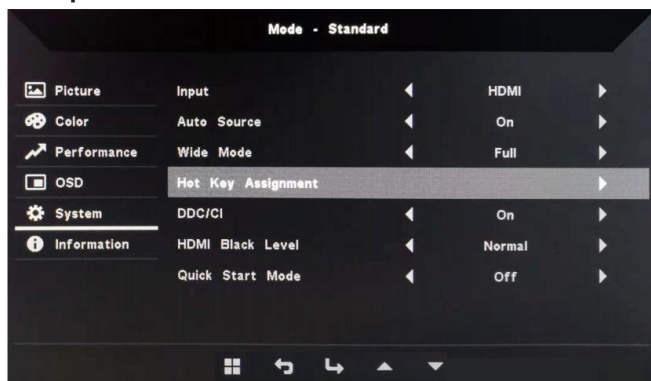 Mode - Standard
Picture
Input HDMI
Color
Auto Source On
Performance
Wide Mode Full
OSD
Hot Key Assignment
System
DDC/CI On
Information
HDMI Black Level Normal
Quick Start Mode Off